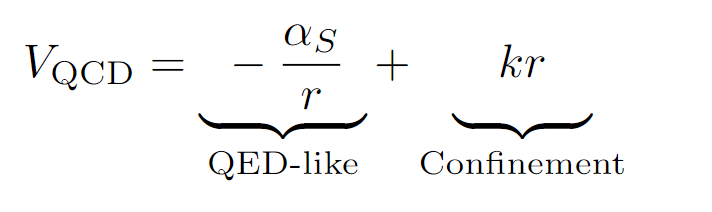 V_QCD = − α_S / r + kr
QED-like Confinement